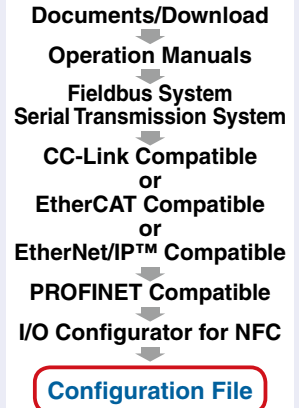 Documents/Download
Operation Manuals
Fieldbus System
Serial Transmission System
CC-Link Compatible
or
EtherCAT Compatible
or
EtherNet/IP™ Compatible
PROFINET Compatible
I/O Configurator for NFC
Configuration File